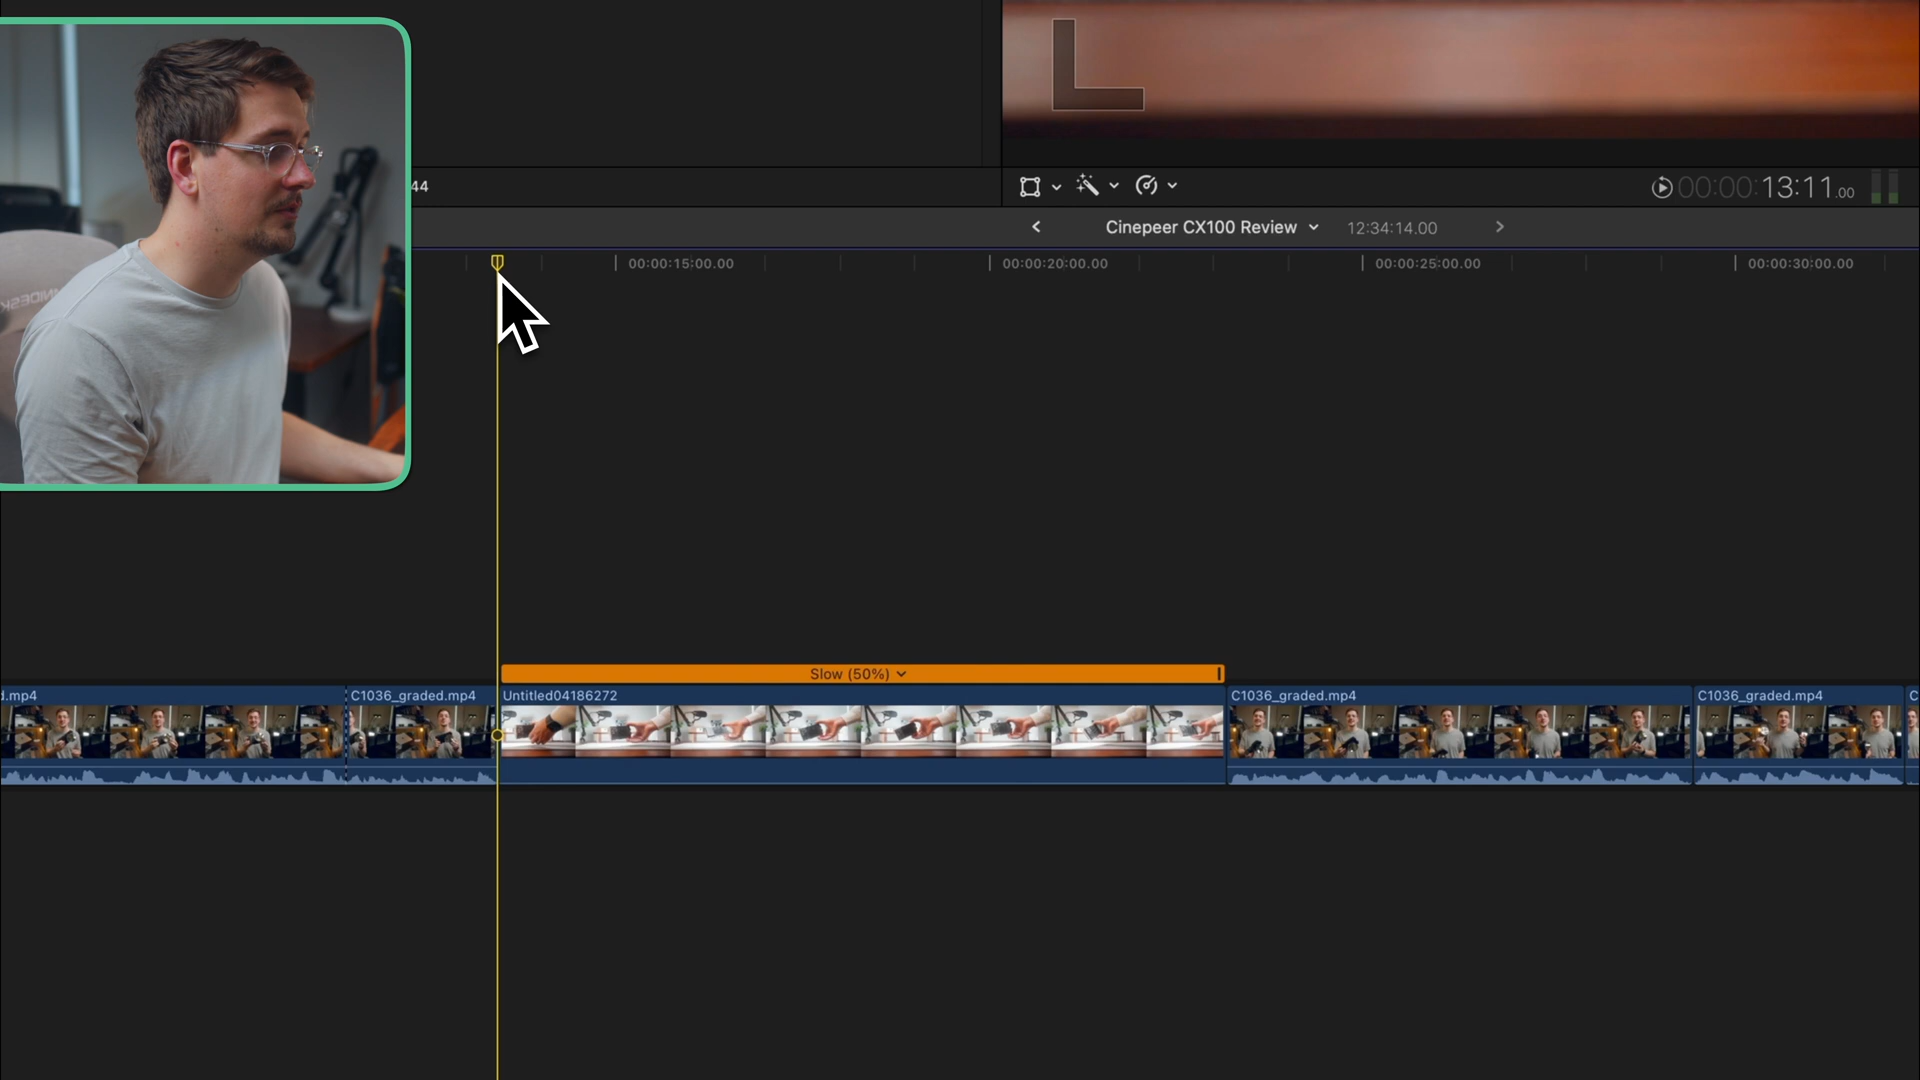 44
00:00:13:11.00
Cinepeer CX100 Review
12:34:14.00
00:00:15:00.00
00:00:20:00.00
00:00:25:00.00
00:00:30:00.00
Slow (50%)
d.mp4
C1036_graded.mp4
Untitled04186272
C1036_graded.mp4
C1036_graded.mp4
C